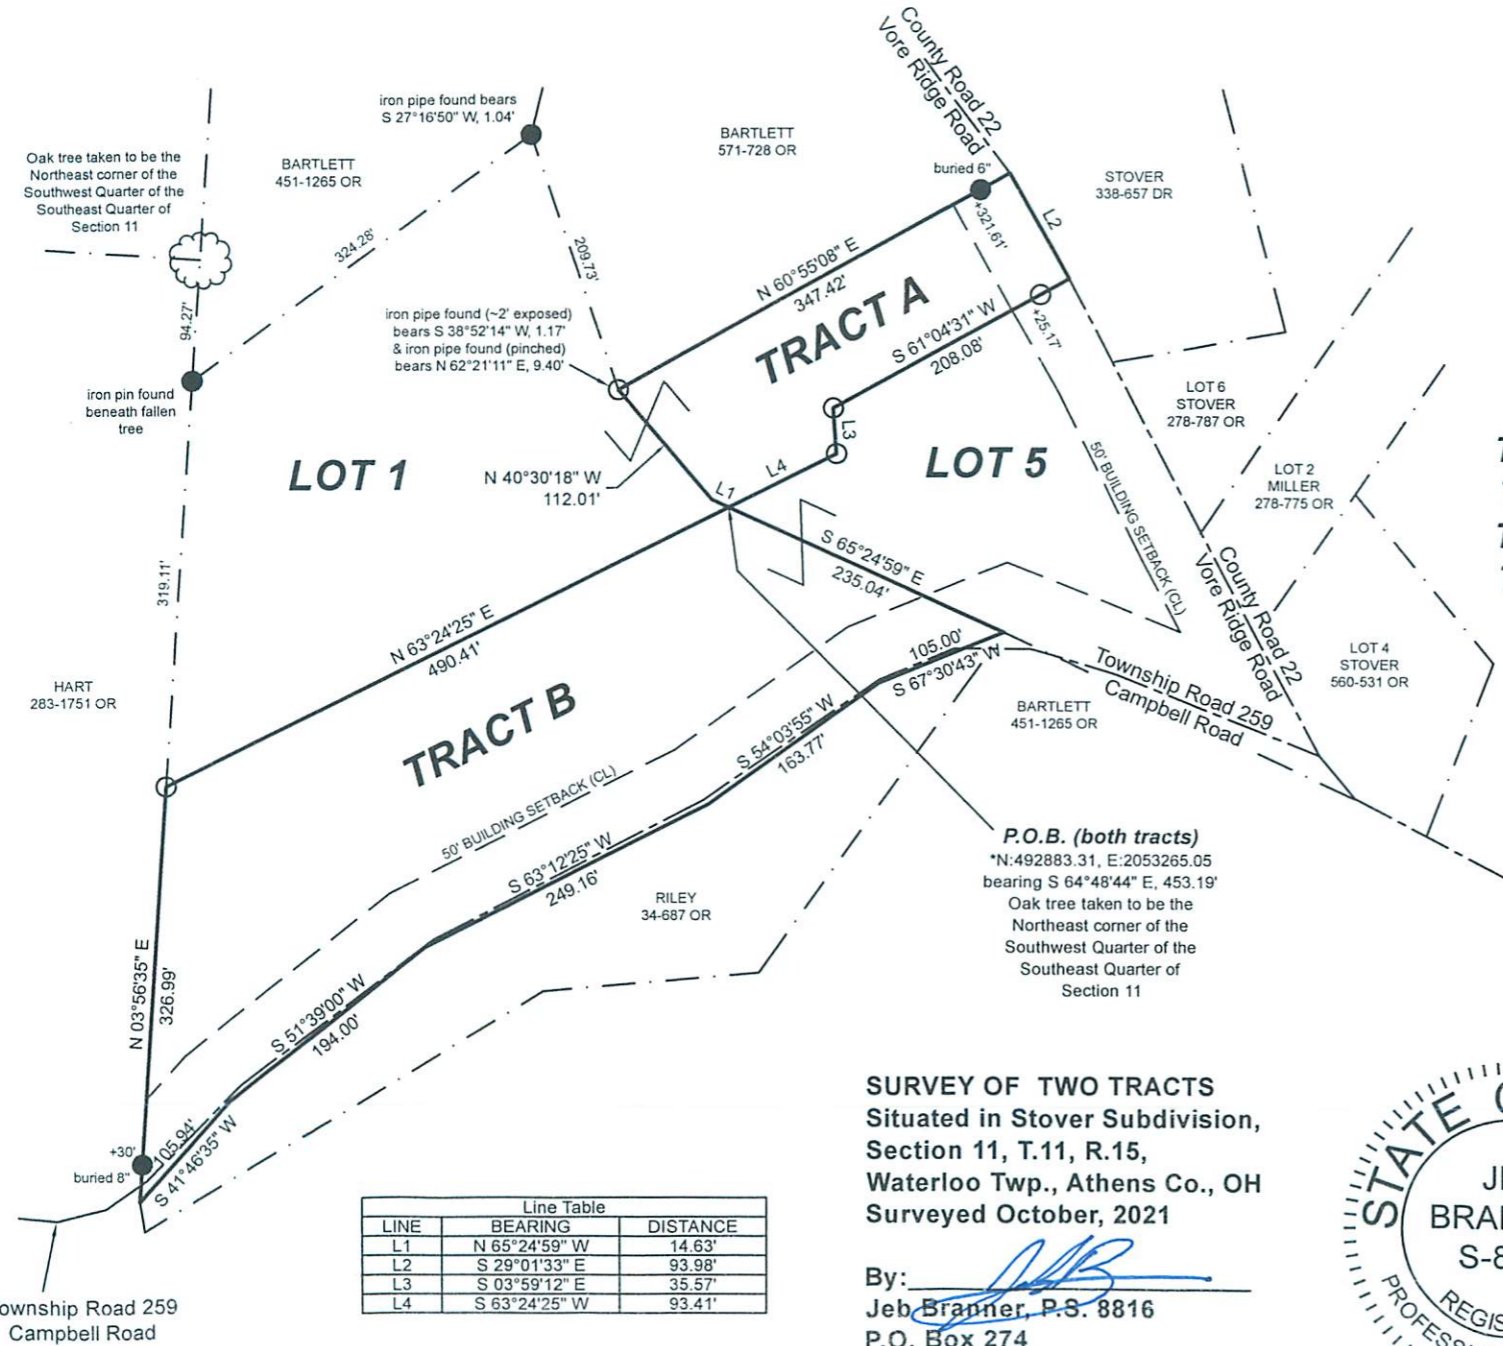 County Road 22
Vore Ridge Road
iron pipe found bears
S 27°16'50" W, 1.04'
Oak tree taken to be the
Northeast corner of the
Southwest Quarter of the
Southeast Quarter of
Section 11
BARTLETT
451-1265 OR
BARTLETT
571-728 OR
buried 6"
STOVER
338-657 DR
L2
+321.61'
324.28'
209.73'
94.27'
N 60°55'08" E
347.42'
TRACT A
iron pipe found (~2' exposed)
bears S 38°52'14" W, 1.17'
& iron pipe found (pinched)
bears N 62°21'11" E, 9.40'
S 61°04'31" W
208.08'
+25.17'
iron pin found
beneath fallen
tree
LOT 6
STOVER
278-787 OR
L3
L4
L1
LOT 1
N 40°30'18" W
112.01'
LOT 5
50' BUILDING SETBACK (CL)
LOT 2
MILLER
278-775 OR
S 65°24'59" E
235.04'
319.11'
N 63°24'25" E
490.41'
County Road 22
Vore Ridge Road
105.00'
S 67°30'43" W
Township Road 259
Campbell Road
LOT 4
STOVER
560-531 OR
HART
283-1751 OR
TRACT B
BARTLETT
451-1265 OR
S 54°03'55" W
163.77'
50' BUILDING SETBACK (CL)
P.O.B. (both tracts)
*N:492883.31, E:2053265.05
bearing S 64°48'44" E, 453.19'
Oak tree taken to be the
Northeast corner of the
Southwest Quarter of the
Southeast Quarter of
Section 11
S 63°12'25" W
249.16'
RILEY
34-687 OR
N 03°56'35" E
326.99'
S 51°39'00" W
194.00'
+30'
buried 8"
105.94'
S 41°46'35" W
Township Road 259
Campbell Road
Line Table
LINE BEARING DISTANCE
L1 N 65°24'59" W 14.63'
L2 S 29°01'33" E 93.98'
L3 S 03°59'12" E 35.57'
L4 S 63°24'25" W 93.41'
SURVEY OF TWO TRACTS
Situated in Stover Subdivision,
Section 11, T.11, R.15,
Waterloo Twp., Athens Co., OH
Surveyed October, 2021
By:
Jeb Branner, P.S. 8816
P.O. Box 274
STATE
S-8